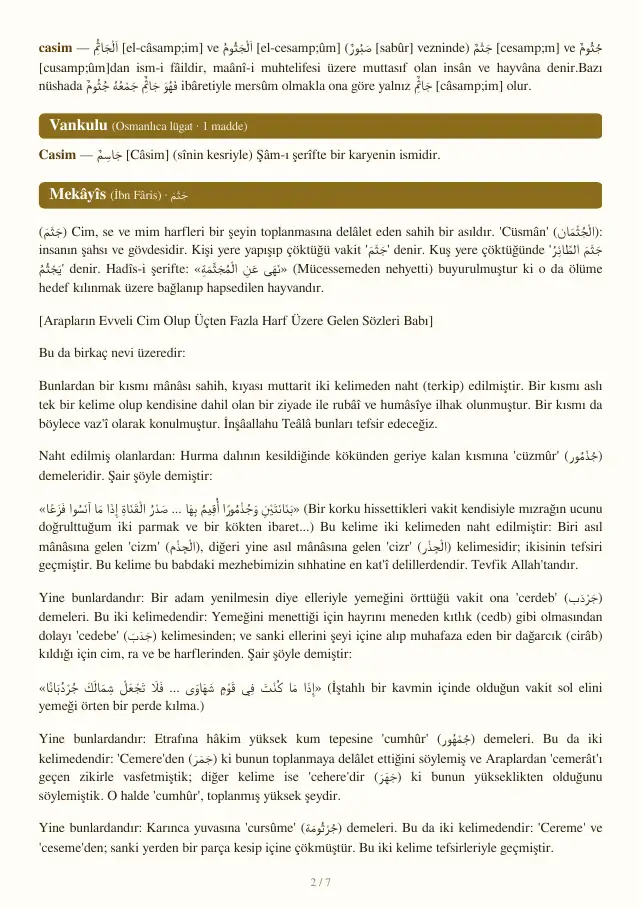 casim — اَلْجَاثِمُ [el-câsamp;im] ve اَلْجَثُومُ [el-cesamp;ûm] (صَبُورٌ [sabûr] vezninde) جَثْمٌ [cesamp;m] ve جُثُومٌ
[cusamp;ûm]dan ism-i fâildir, maânî-i muhtelifesi üzere muttasıf olan insân ve hayvâna denir.Bazı
nüshada فَهُوَ جَاثِمٌ جَمْعُهُ جُثُومٌ ibâretiyle mersûm olmakla ona göre yalnız جَاثِمٌ [câsamp;im] olur.
Vankulu (Osmanlıca lügat · 1 madde)
Casim — جَاسِمٌ [Câsim] (sînin kesriyle) Şâm-ı şerîfte bir karyenin ismidir.
Mekâyîs (İbn Fâris) · جَثَمَ
(جَثَمَ) Cim, se ve mim harfleri bir şeyin toplanmasına delâlet eden sahih bir asıldır. 'Cüsmân' (الْجُثْمَان):
insanın şahsı ve gövdesidir. Kişi yere yapışıp çöktüğü vakit 'جَثَمَ' denir. Kuş yere çöktüğünde 'جَثَمَ الطَّائِرُ
يَجْثُمُ' denir. Hadîs-i şerifte: «نَهَى عَنِ الْمُجَثَّمَةِ» (Mücessemeden nehyetti) buyurulmuştur ki o da ölüme
hedef kılınmak üzere bağlanıp hapsedilen hayvandır.
[Arapların Evveli Cim Olup Üçten Fazla Harf Üzere Gelen Sözleri Babı]
Bu da birkaç nevi üzeredir:
Bunlardan bir kısmı mânâsı sahih, kıyası muttarit iki kelimeden naht (terkip) edilmiştir. Bir kısmı aslı
tek bir kelime olup kendisine dahil olan bir ziyade ile rubâî ve humâsîye ilhak olunmuştur. Bir kısmı da
böylece vaz'î olarak konulmuştur. İnşâallahu Teâlâ bunları tefsir edeceğiz.
Naht edilmiş olanlardan: Hurma dalının kesildiğinde kökünden geriye kalan kısmına 'cüzmûr' (جُذْمُور)
demeleridir. Şair şöyle demiştir:
«بَنَانَتَيْنِ وَجُذْمُورًا أُقِيمُ بِهَا ... صَدْرَ الْقَنَاةِ إِذَا مَا آنَسُوا فَزَعَا» (Bir korku hissettikleri vakit kendisiyle mızrağın ucunu
doğrulttuğum iki parmak ve bir kökten ibaret...) Bu kelime iki kelimeden naht edilmiştir: Biri asıl
mânâsına gelen 'cizm' (الْجِذْم), diğeri yine asıl mânâsına gelen 'cizr' (الْجِذْر) kelimesidir; ikisinin tefsiri
geçmiştir. Bu kelime bu babdaki mezhebimizin sıhhatine en kat'î delillerdendir. Tevfik Allah'tandır.
Yine bunlardandır: Bir adam yenilmesin diye elleriyle yemeğini örttüğü vakit ona 'cerdeb' (جَرْدَب)
demeleri. Bu iki kelimedendir: Yemeğini menettiği için hayrını meneden kıtlık (cedb) gibi olmasından
dolayı 'cedebe' (جَدَبَ) kelimesinden; ve sanki ellerini şeyi içine alıp muhafaza eden bir dağarcık (cirâb)
kıldığı için cim, ra ve be harflerinden. Şair şöyle demiştir:
«إِذَا مَا كُنْتَ فِي قَوْمٍ شَهَاوَى ... فَلَا تَجْعَلْ شِمَالَكَ جُرْدُبَانَا» (İştahlı bir kavmin içinde olduğun vakit sol elini
yemeği örten bir perde kılma.)
Yine bunlardandır: Etrafına hâkim yüksek kum tepesine 'cumhûr' (جُمْهُور) demeleri. Bu da iki
kelimedendir: 'Cemere'den (جَمَرَ) ki bunun toplanmaya delâlet ettiğini söylemiş ve Araplardan 'cemerât'ı
geçen zikirle vasfetmiştik; diğer kelime ise 'cehere'dir (جَهَرَ) ki bunun yükseklikten olduğunu
söylemiştik. O halde 'cumhûr', toplanmış yüksek şeydir.
Yine bunlardandır: Karınca yuvasına 'cursûme' (جُرْثُومَة) demeleri. Bu da iki kelimedendir: 'Cereme' ve
'ceseme'den; sanki yerden bir parça kesip içine çökmüştür. Bu iki kelime tefsirleriyle geçmiştir.
2 / 7